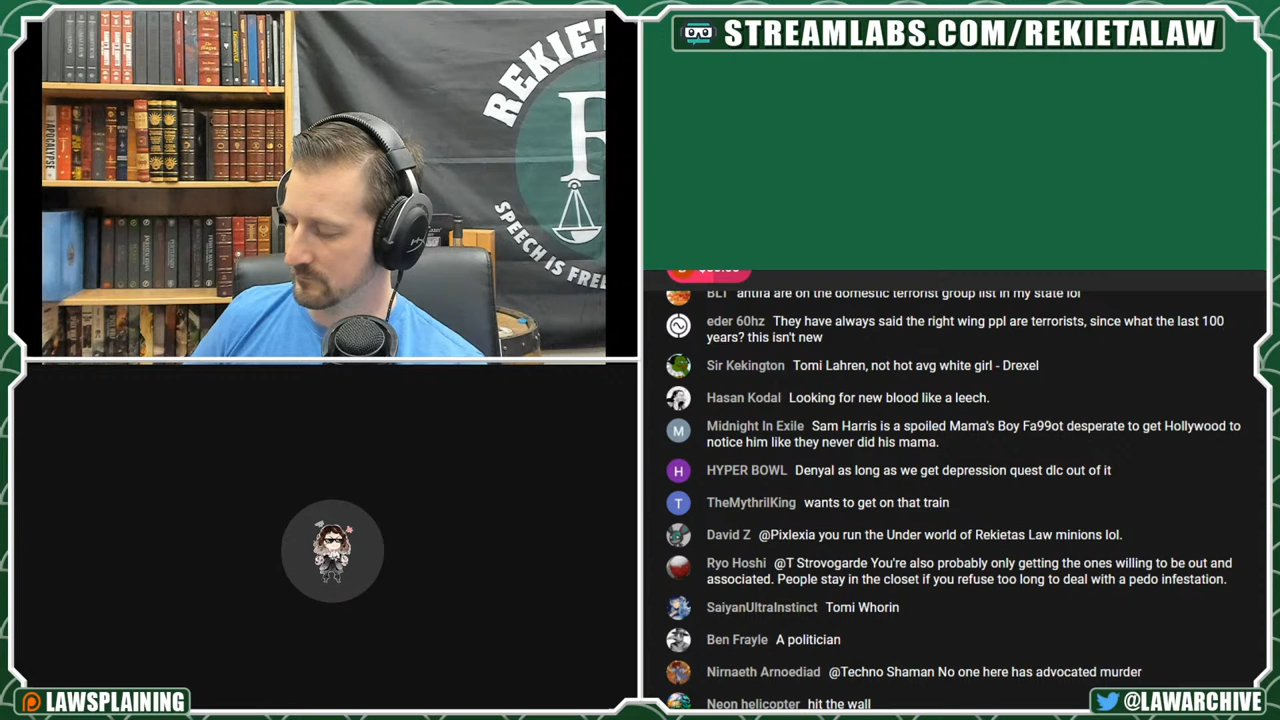 STREAMLABS.COM/REKIETALAW
REKIET
SPEECH IS FREE
APOCALYPSE
BLT antifa are on the domestic terrorist group list in my state lol
eder 60hz They have always said the right wing ppl are terrorists, since what the last 100
years? this isn't new
Sir Kekington Tomi Lahren, not hot avg white girl - Drexel
Hasan Kodal Looking for new blood like a leech.
M Midnight In Exile Sam Harris is a spoiled Mama's Boy Fa99ot desperate to get Hollywood to
notice him like they never did his mama.
H HYPER BOWL Denyal as long as we get depression quest dlc out of it
T TheMythrilKing wants to get on that train
David Z @Pixlexia you run the Under world of Rekietas Law minions lol.
Ryo Hoshi @T Strovogarde You're also probably only getting the ones willing to be out and
associated. People stay in the closet if you refuse too long to deal with a pedo infestation.
SaiyanUltraInstinct Tomi Whorin
Ben Frayle A politician
Nirnaeth Arnoediad @Techno Shaman No one here has advocated murder
Neon helicopter hit the wall
LAWSPLAINING
@LAWARCHIVE